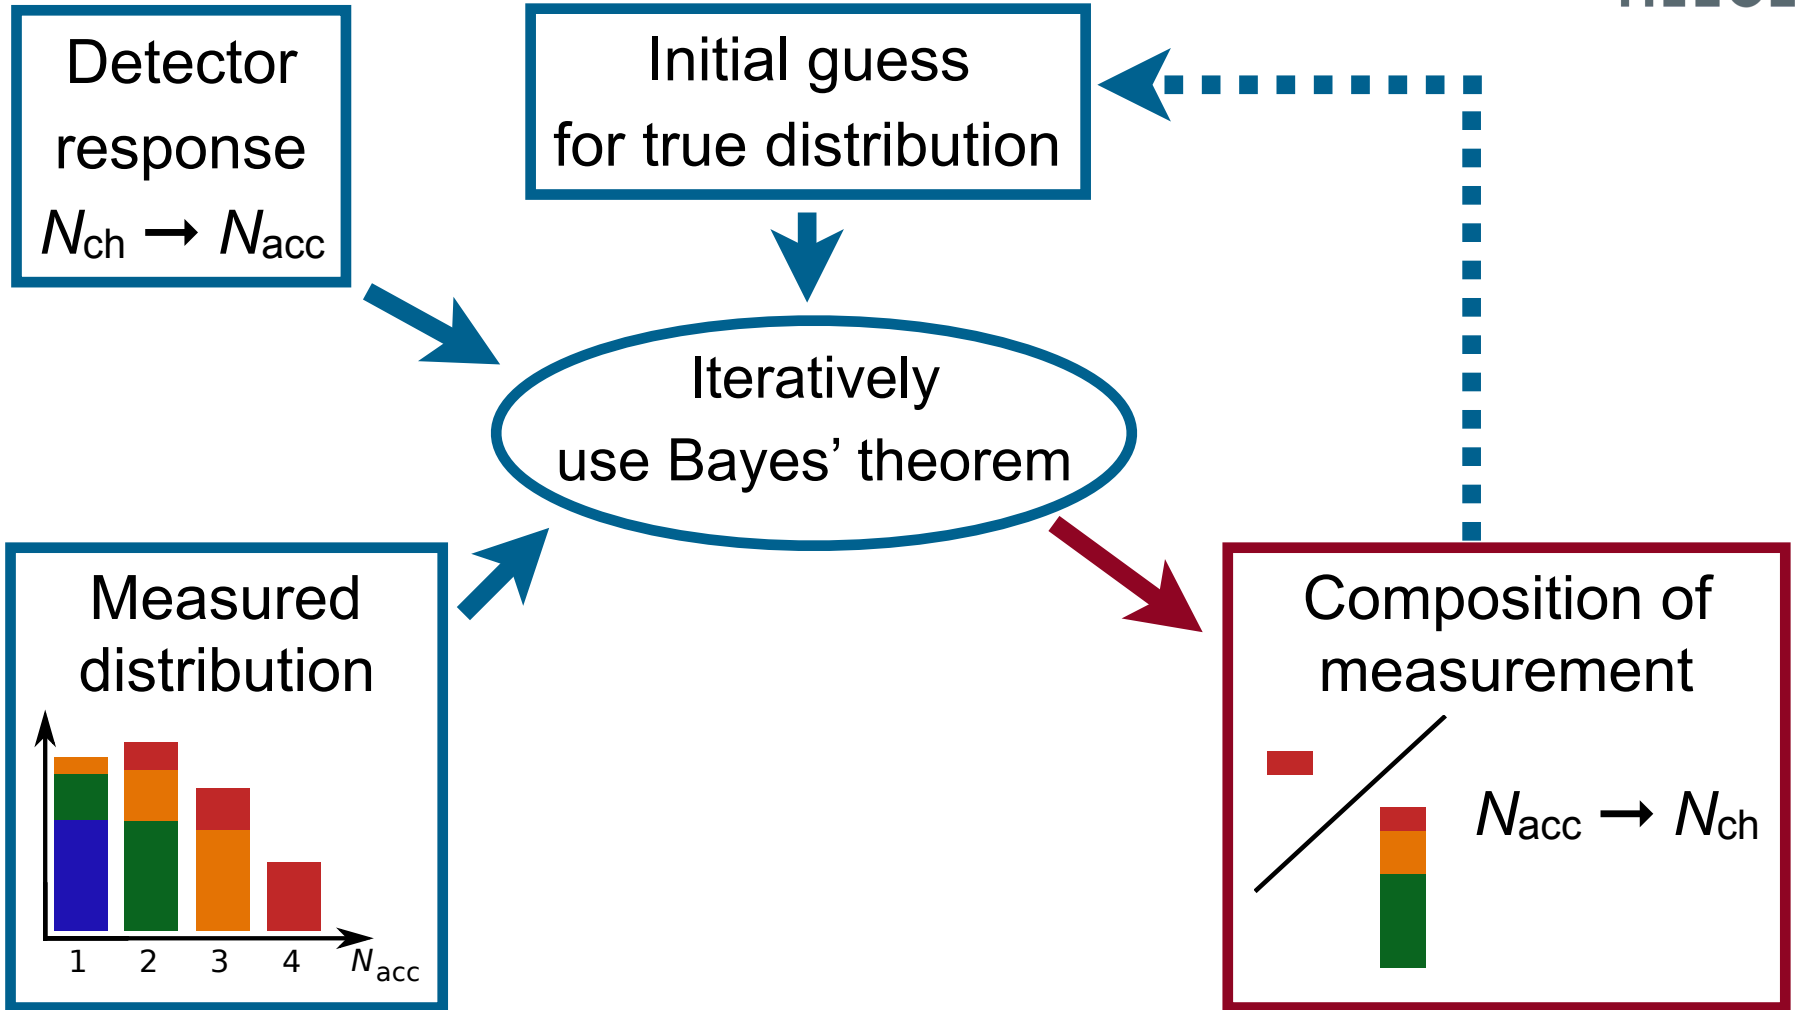 Detector
response
Nch → Nacc
Initial guess
for true distribution
Iteratively
use Bayes’ theorem
Measured
distribution
1 2 3 4 Nacc
Composition of
measurement
Nacc → Nch